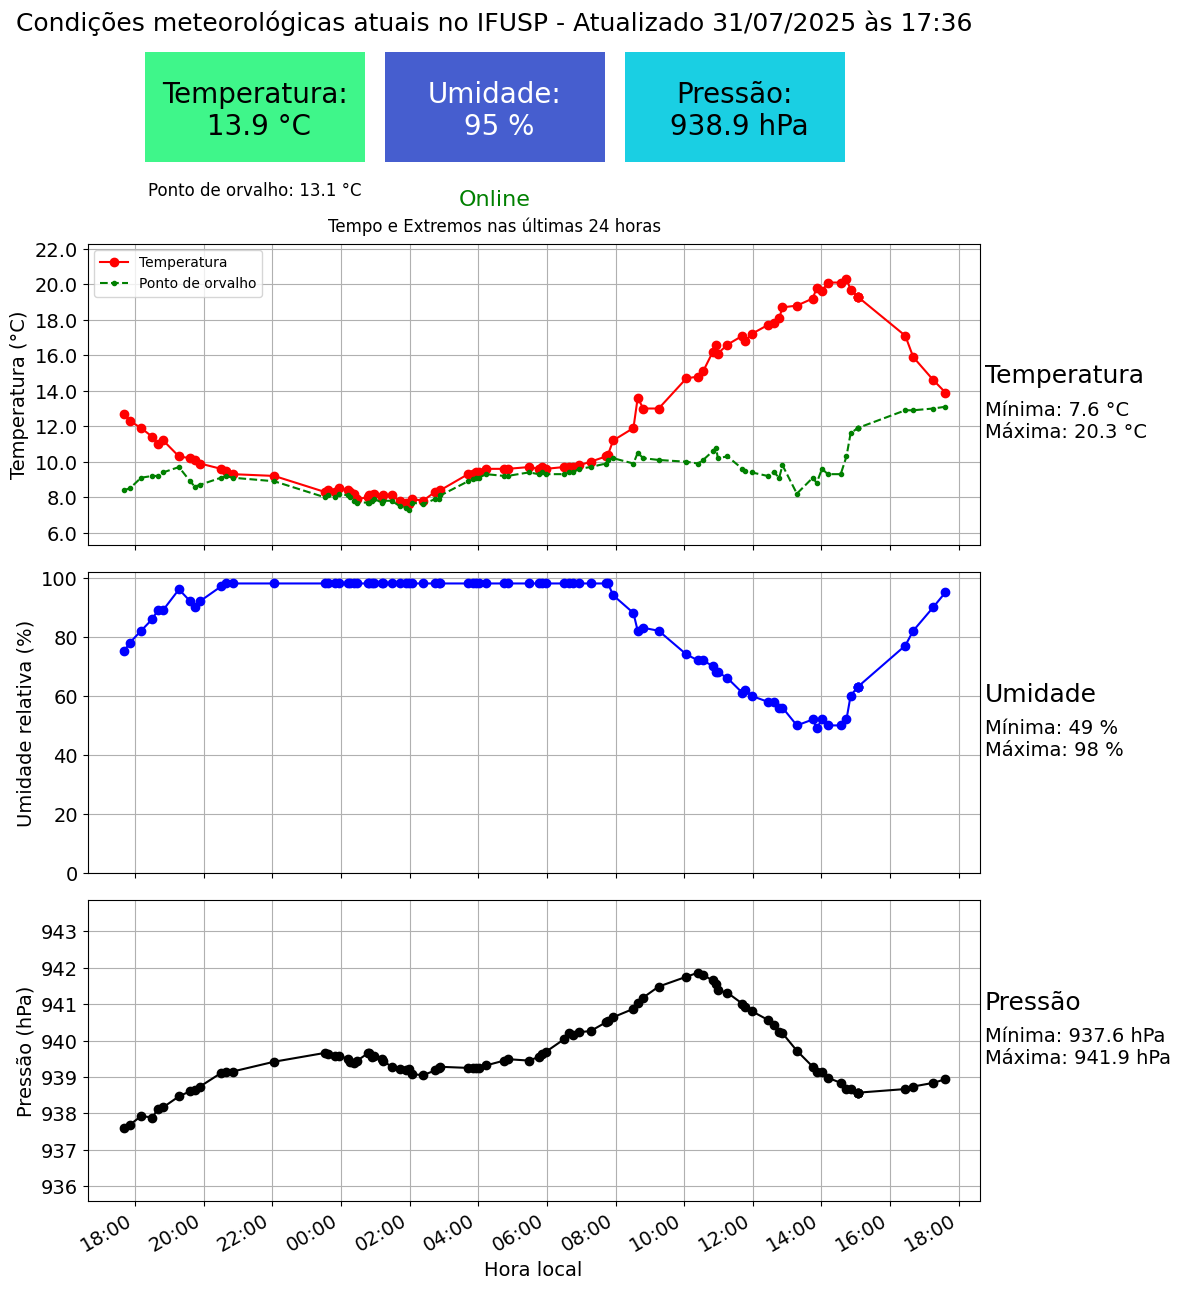 Condições meteorológicas atuais no IFUSP - Atualizado 31/07/2025 às 17:36
Temperatura:
13.9 °C
Umidade:
95 %
Pressão:
938.9 hPa
Ponto de orvalho: 13.1 °C
Online
Tempo e Extremos nas últimas 24 horas
Temperatura (°C)
22.0
20.0
18.0
16.0
14.0
12.0
10.0
8.0
6.0
Temperatura
Ponto de orvalho
Temperatura
Mínima: 7.6 °C
Máxima: 20.3 °C
Umidade relativa (%)
100
80
60
40
20
0
Umidade
Mínima: 49 %
Máxima: 98 %
Pressão (hPa)
943
942
941
940
939
938
937
936
Pressão
Mínima: 937.6 hPa
Máxima: 941.9 hPa
18:00
20:00
22:00
00:00
02:00
04:00
06:00
08:00
10:00
12:00
14:00
16:00
18:00
Hora local